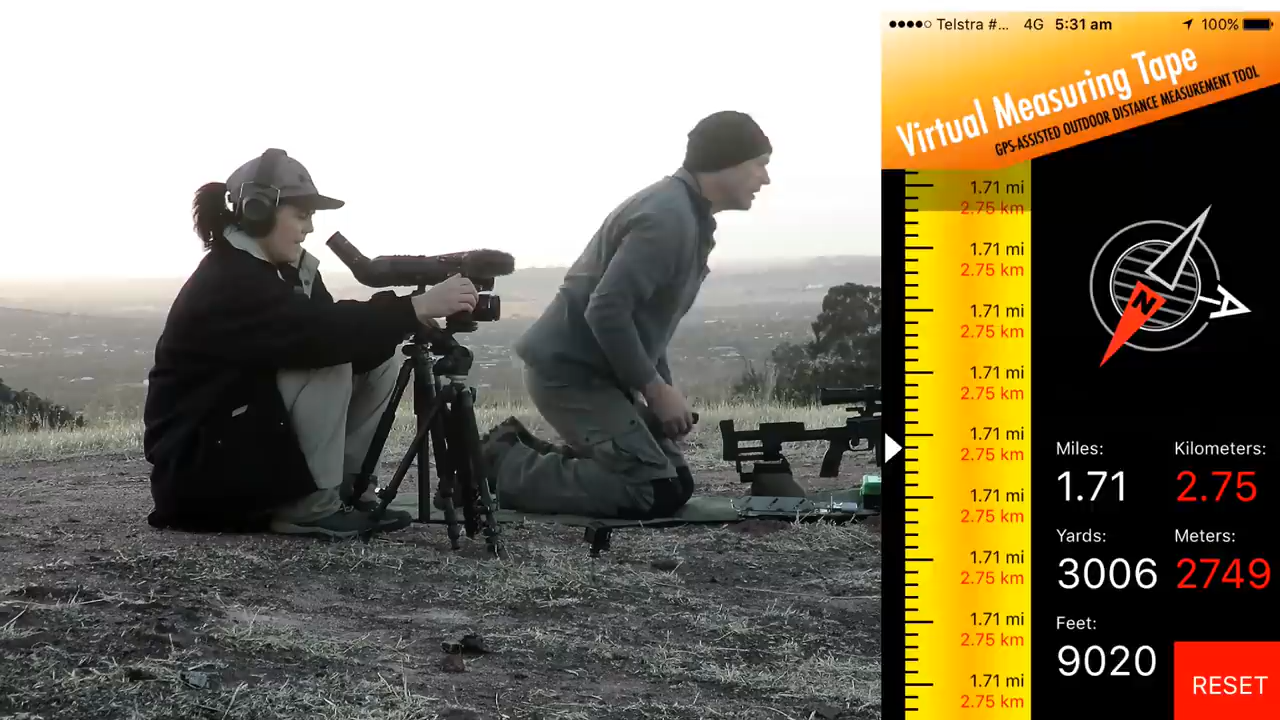 Telstra #... 4G 5:31 am 100%
Virtual Measuring Tape
GPS-ASSISTED OUTDOOR DISTANCE MEASUREMENT TOOL
1.71 mi
2.75 km
1.71 mi
2.75 km
1.71 mi
2.75 km
1.71 mi
2.75 km
1.71 mi
2.75 km
1.71 mi
2.75 km
1.71 mi
2.75 km
1.71 mi
2.75 km
1.71 mi
2.75 km
N
A
Miles: Kilometers:
1.71 2.75
Yards: Meters:
3006 2749
Feet:
9020
RESET